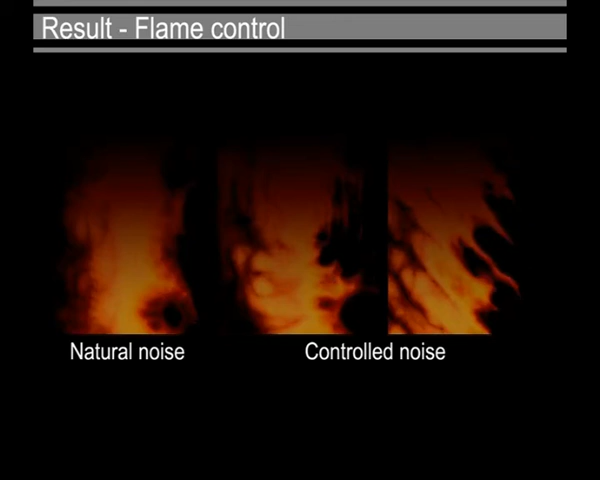 Result - Flame control
Natural noise
Controlled noise